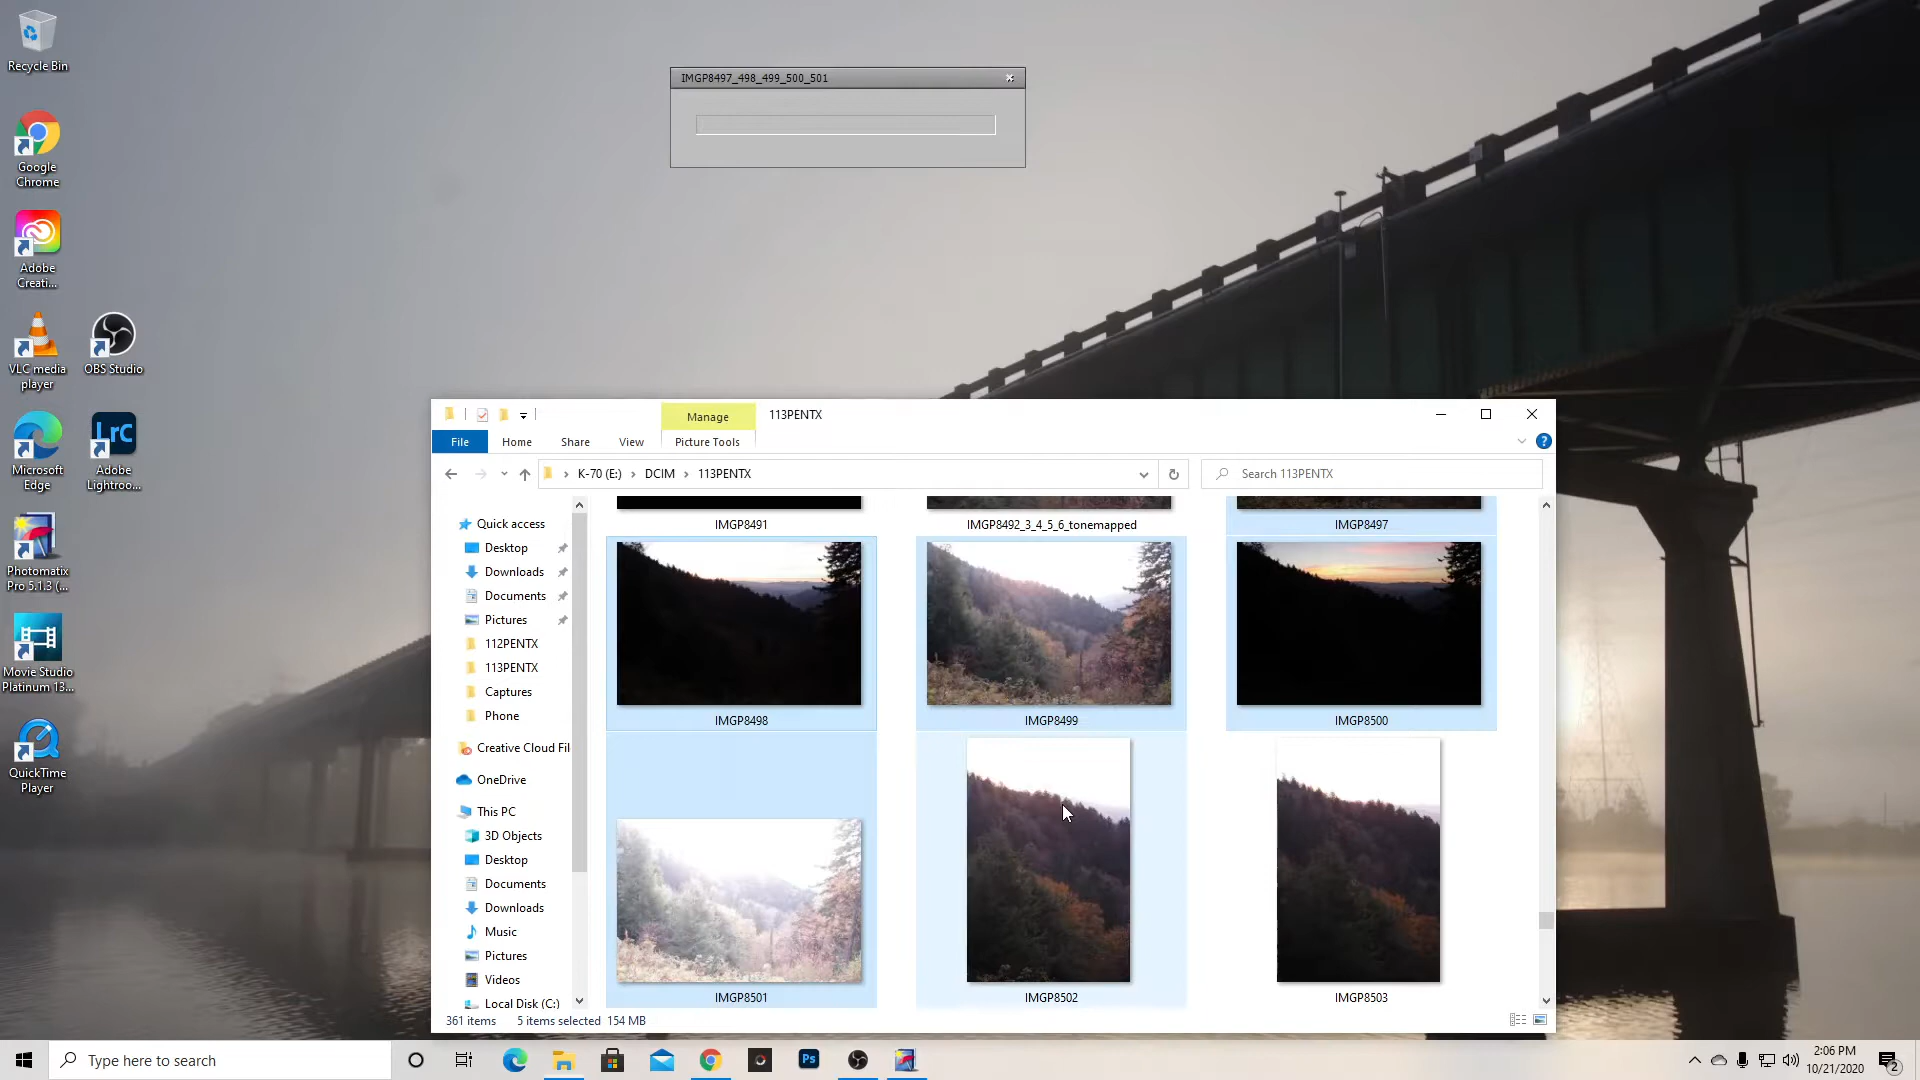 Recycle Bin
Google
Chrome
Adobe
Creati...
VLC media
player
OBS Studio
Microsoft
Edge
Adobe
Lightroo...
Photomatix
Pro 5.1.3 (...
Movie Studio
Platinum 13...
QuickTime
Player
IMGP8497_498_499_500_501
Manage
113PENTX
File
Home
Share
View
Picture Tools
K-70 (E:)
DCIM
113PENTX
Search 113PENTX
Quick access
Desktop
Downloads
Documents
Pictures
112PENTX
113PENTX
Captures
Phone
Creative Cloud Fil
OneDrive
This PC
3D Objects
Desktop
Documents
Downloads
Music
Pictures
Videos
Local Disk (C:)
IMGP8491
IMGP8492_3_4_5_6_tonemapped
IMGP8497
IMGP8498
IMGP8499
IMGP8500
IMGP8501
IMGP8502
IMGP8503
361 items
5 items selected 154 MB
Type here to search
Ps
2:06 PM
10/21/2020
2
Lrc